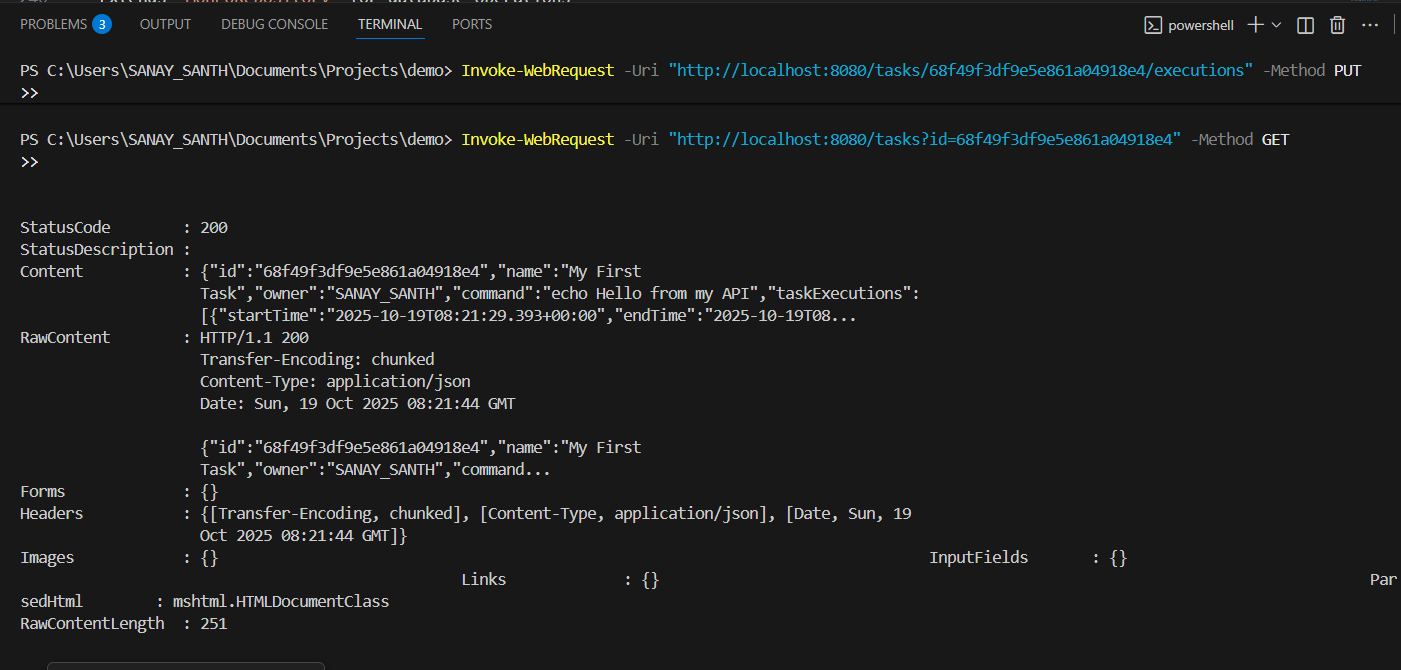 PROBLEMS 3 OUTPUT DEBUG CONSOLE TERMINAL PORTS powershell
PS C:\Users\SANAY_SANTH\Documents\Projects\demo> Invoke-WebRequest -Uri "http://localhost:8080/tasks/68f49f3df9e5e861a04918e4/executions" -Method PUT
>>
PS C:\Users\SANAY_SANTH\Documents\Projects\demo> Invoke-WebRequest -Uri "http://localhost:8080/tasks?id=68f49f3df9e5e861a04918e4" -Method GET
>>
StatusCode : 200
StatusDescription :
Content : {"id":"68f49f3df9e5e861a04918e4","name":"My First
Task","owner":"SANAY_SANTH","command":"echo Hello from my API","taskExecutions":
[{"startTime":"2025-10-19T08:21:29.393+00:00","endTime":"2025-10-19T08...
RawContent : HTTP/1.1 200
Transfer-Encoding: chunked
Content-Type: application/json
Date: Sun, 19 Oct 2025 08:21:44 GMT
{"id":"68f49f3df9e5e861a04918e4","name":"My First
Task","owner":"SANAY_SANTH","command...
Forms : {}
Headers : {[Transfer-Encoding, chunked], [Content-Type, application/json], [Date, Sun, 19
Oct 2025 08:21:44 GMT]}
Images : {} InputFields : {}
Links : {} Par
sedHtml : mshtml.HTMLDocumentClass
RawContentLength : 251